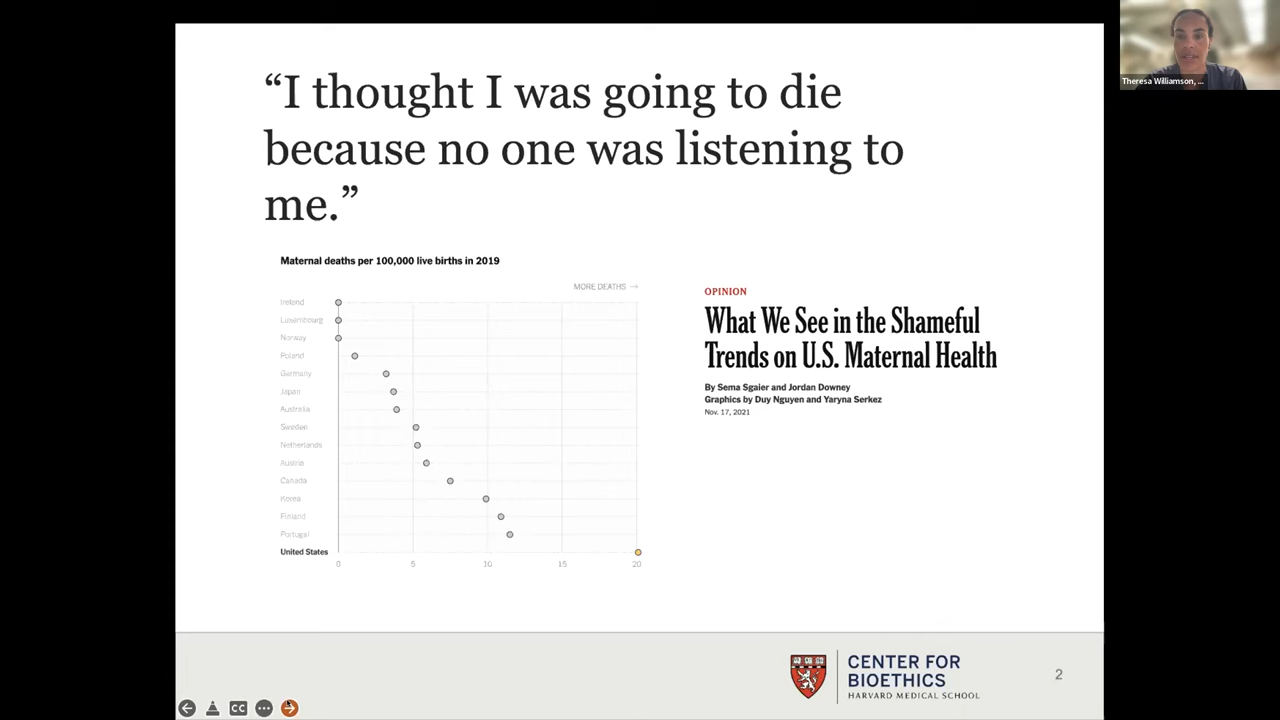 “I thought I was going to die
because no one was listening to
me.”
Maternal deaths per 100,000 live births in 2019
MORE DEATHS →
Ireland
Luxembourg
Norway
Poland
Germany
Japan
Australia
Sweden
Netherlands
Austria
Canada
Korea
Finland
Portugal
United States
0 5 10 15 20
OPINION
What We See in the Shameful
Trends on U.S. Maternal Health
By Sema Sgaier and Jordan Downey
Graphics by Duy Nguyen and Yaryna Serkez
Nov. 17, 2021
CENTER FOR
BIOETHICS
HARVARD MEDICAL SCHOOL
2
CC
Theresa Williamson, ...